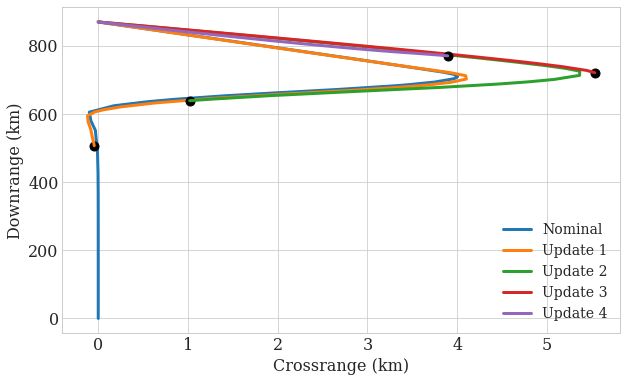 800
600
400
200
0
Downrange (km)
0 1 2 3 4 5
Crossrange (km)
Nominal
Update 1
Update 2
Update 3
Update 4